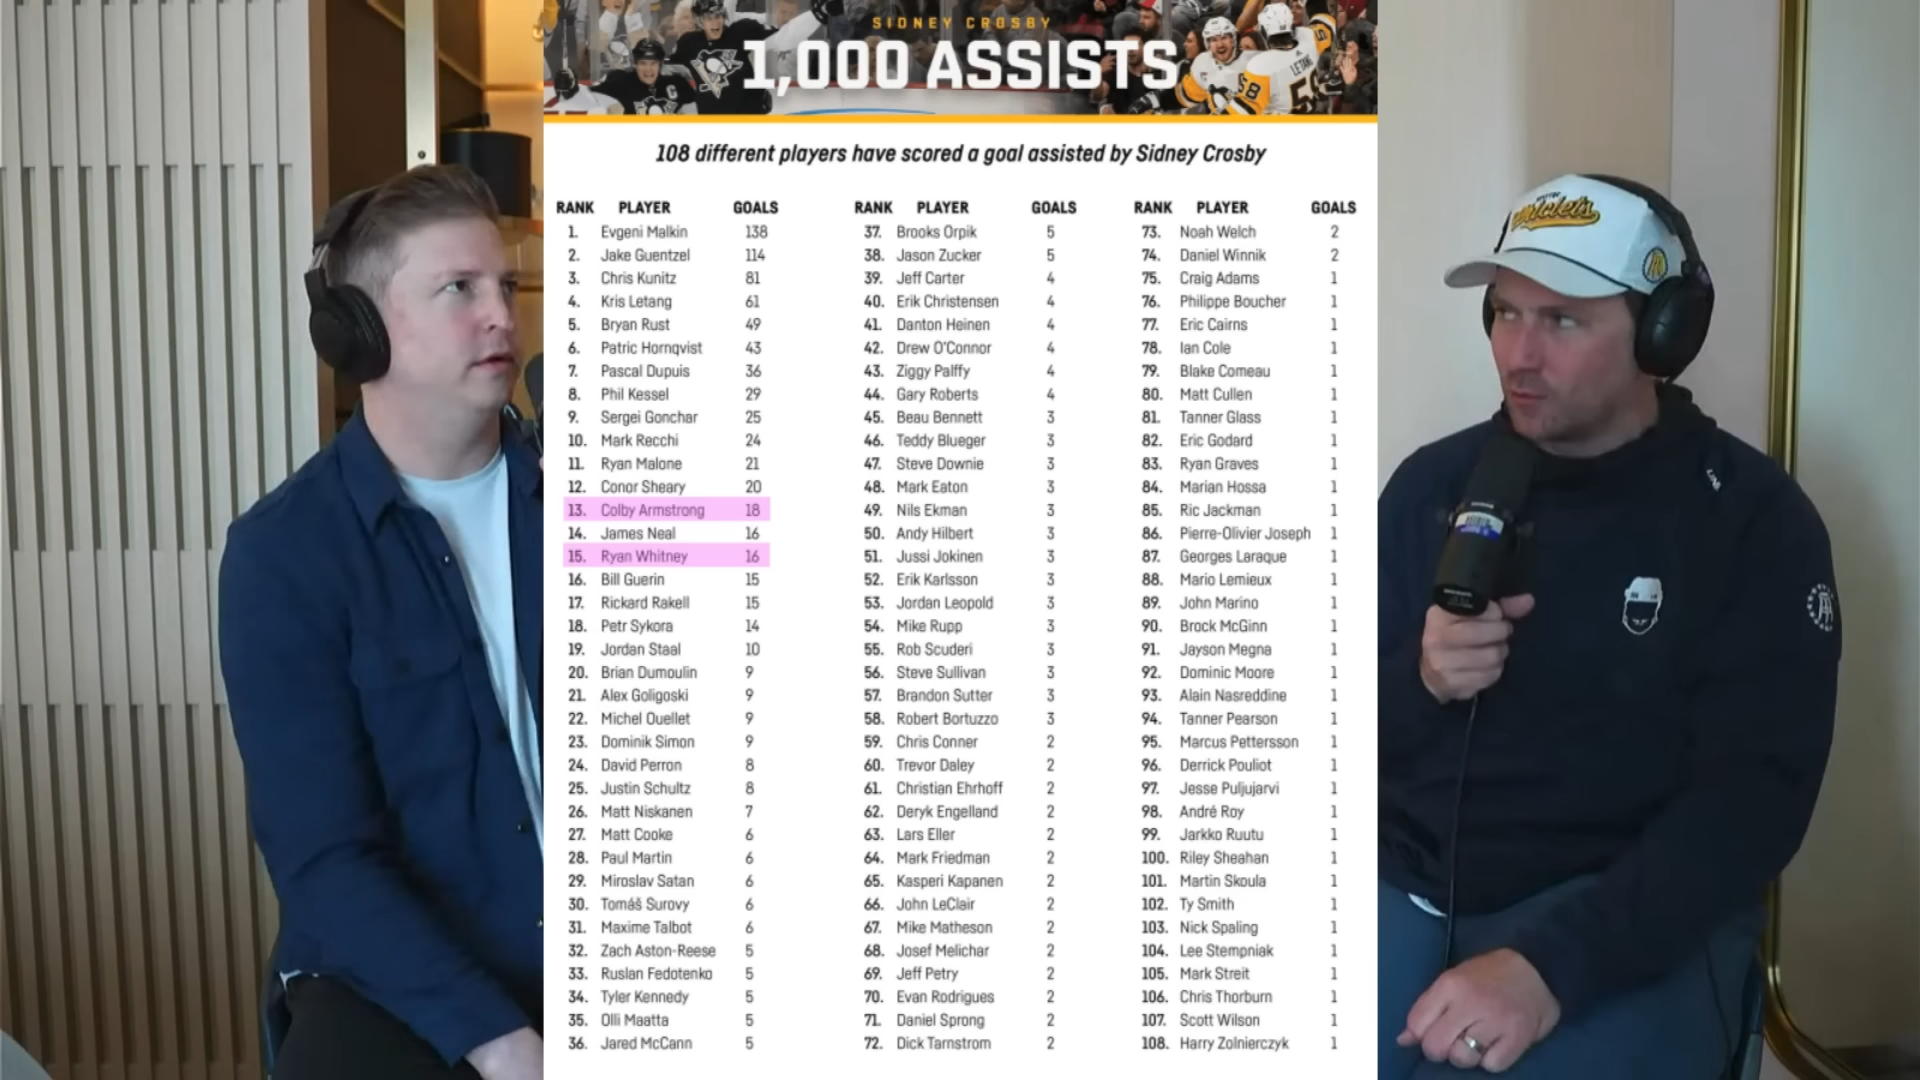 SIDNEY CROSBY
1,000 ASSISTS
108 different players have scored a goal assisted by Sidney Crosby
RANK PLAYER GOALS
1. Evgeni Malkin 138
2. Jake Guentzel 114
3. Chris Kunitz 81
4. Kris Letang 61
5. Bryan Rust 49
6. Patric Hornqvist 43
7. Pascal Dupuis 36
8. Phil Kessel 29
9. Sergei Gonchar 25
10. Mark Recchi 24
11. Ryan Malone 21
12. Conor Sheary 20
13. Colby Armstrong 18
14. James Neal 16
15. Ryan Whitney 16
16. Bill Guerin 15
17. Rickard Rakell 15
18. Petr Sykora 14
19. Jordan Staal 10
20. Brian Dumoulin 9
21. Alex Goligoski 9
22. Michel Ouellet 9
23. Dominik Simon 9
24. David Perron 8
25. Justin Schultz 8
26. Matt Niskanen 7
27. Matt Cooke 6
28. Paul Martin 6
29. Miroslav Satan 6
30. Tomáš Surovy 6
31. Maxime Talbot 6
32. Zach Aston-Reese 5
33. Ruslan Fedotenko 5
34. Tyler Kennedy 5
35. Olli Maatta 5
36. Jared McCann 5
RANK PLAYER GOALS
37. Brooks Orpik 5
38. Jason Zucker 5
39. Jeff Carter 4
40. Erik Christensen 4
41. Danton Heinen 4
42. Drew O'Connor 4
43. Ziggy Palffy 4
44. Gary Roberts 4
45. Beau Bennett 3
46. Teddy Blueger 3
47. Steve Downie 3
48. Mark Eaton 3
49. Nils Ekman 3
50. Andy Hilbert 3
51. Jussi Jokinen 3
52. Erik Karlsson 3
53. Jordan Leopold 3
54. Mike Rupp 3
55. Rob Scuderi 3
56. Steve Sullivan 3
57. Brandon Sutter 3
58. Robert Bortuzzo 3
59. Chris Conner 2
60. Trevor Daley 2
61. Christian Ehrhoff 2
62. Deryk Engelland 2
63. Lars Eller 2
64. Mark Friedman 2
65. Kasperi Kapanen 2
66. John LeClair 2
67. Mike Matheson 2
68. Josef Melichar 2
69. Jeff Petry 2
70. Evan Rodrigues 2
71. Daniel Sprong 2
72. Dick Tarnstrom 2
RANK PLAYER GOALS
73. Noah Welch 2
74. Daniel Winnik 2
75. Craig Adams 1
76. Philippe Boucher 1
77. Eric Cairns 1
78. Ian Cole 1
79. Blake Comeau 1
80. Matt Cullen 1
81. Tanner Glass 1
82. Eric Godard 1
83. Ryan Graves 1
84. Marian Hossa 1
85. Ric Jackman 1
86. Pierre-Olivier Joseph 1
87. Georges Laraque 1
88. Mario Lemieux 1
89. John Marino 1
90. Brock McGinn 1
91. Jayson Megna 1
92. Dominic Moore 1
93. Alain Nasreddine 1
94. Tanner Pearson 1
95. Marcus Pettersson 1
96. Derrick Pouliot 1
97. Jesse Puljujarvi 1
98. André Roy 1
99. Jarkko Ruutu 1
100. Riley Sheahan 1
101. Martin Skoula 1
102. Ty Smith 1
103. Nick Spaling 1
104. Lee Stempniak 1
105. Mark Streit 1
106. Chris Thorburn 1
107. Scott Wilson 1
108. Harry Zolnierczyk 1
LETANG
58
C